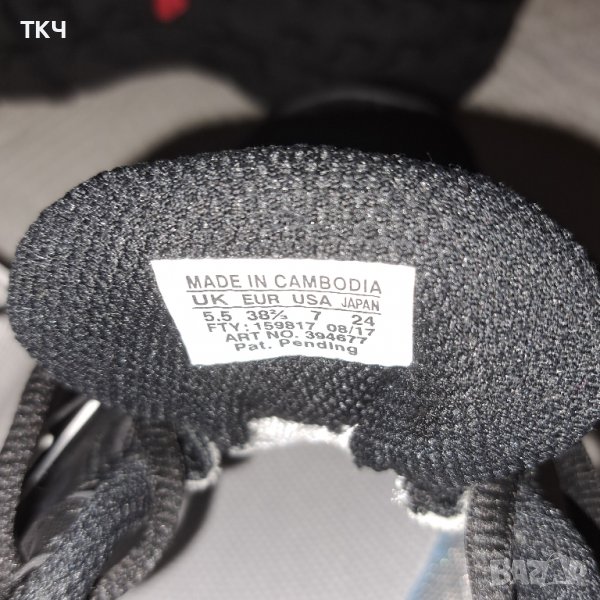 ТКЧ
MADE IN CAMBODIA
UK EUR USA JAPAN
5.5 38⅔ 7 24
FTY: 159817 08/17
ART NO. 394677
Pat. Pending
bazar